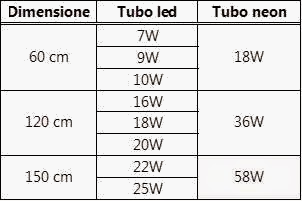 Dimensione Tubo led Tubo neon
60 cm 7W 18W
9W
10W
120 cm 16W 36W
18W
20W
150 cm 22W 58W
25W